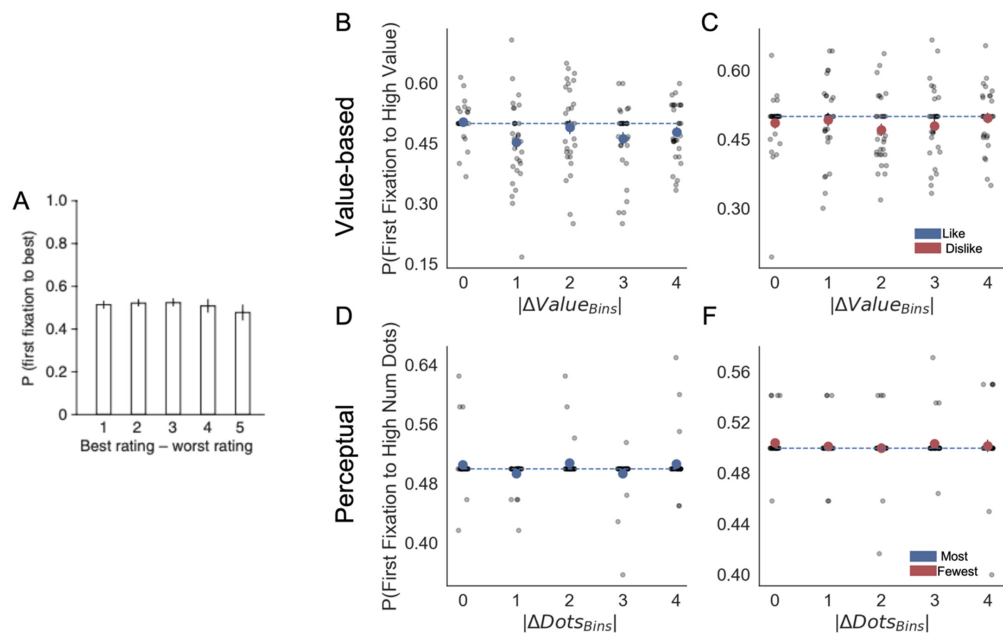 A
P (first fixation to best)
1.0
0.8
0.6
0.4
0.2
0
1 2 3 4 5
Best rating – worst rating
Value-based
B
P(First Fixation to High Value)
0.60
0.45
0.30
0.15
0 1 2 3 4
|ΔValue_Bins|
C
0.60
0.45
0.30
Like
Dislike
0 1 2 3 4
|ΔValue_Bins|
Perceptual
D
P(First Fixation to High Num Dots)
0.64
0.56
0.48
0.40
0 1 2 3 4
|ΔDots_Bins|
F
0.56
0.52
0.48
0.44
0.40
Most
Fewest
0 1 2 3 4
|ΔDots_Bins|